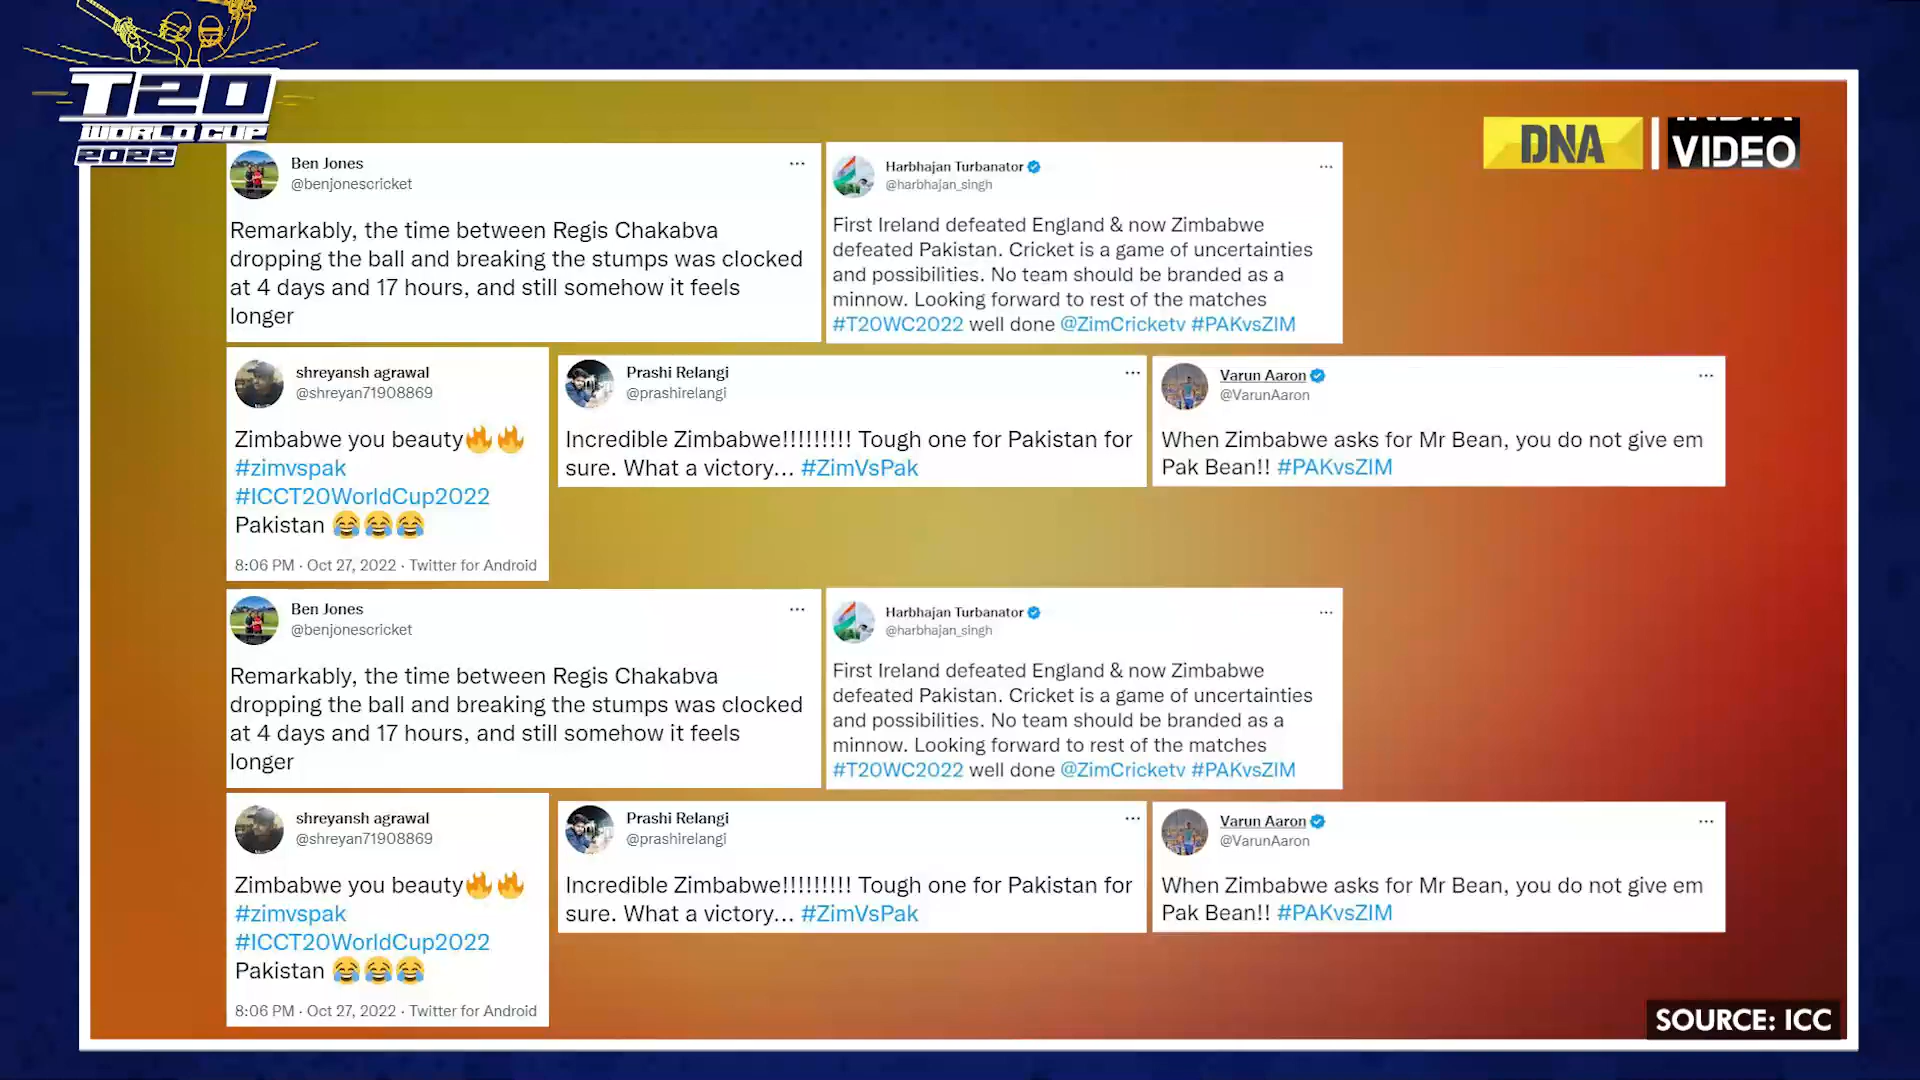 T20
WORLD CUP
2022
DNA
INDIA
VIDEO
Ben Jones
@benjonescricket
Remarkably, the time between Regis Chakabva
dropping the ball and breaking the stumps was clocked
at 4 days and 17 hours, and still somehow it feels
longer
Harbhajan Turbanator
@harbhajan_singh
First Ireland defeated England & now Zimbabwe
defeated Pakistan. Cricket is a game of uncertainties
and possibilities. No team should be branded as a
minnow. Looking forward to rest of the matches
#T20WC2022 well done @ZimCricketv #PAKvsZIM
shreyansh agrawal
@shreyan71908869
Zimbabwe you beauty🔥🔥
#zimvspak
#ICCT20WorldCup2022
Pakistan 😂😂😂
8:06 PM · Oct 27, 2022 · Twitter for Android
Prashi Relangi
@prashirelangi
Incredible Zimbabwe!!!!!!!!! Tough one for Pakistan for
sure. What a victory... #ZimVsPak
Varun Aaron
@VarunAaron
When Zimbabwe asks for Mr Bean, you do not give em
Pak Bean!! #PAKvsZIM
Ben Jones
@benjonescricket
Remarkably, the time between Regis Chakabva
dropping the ball and breaking the stumps was clocked
at 4 days and 17 hours, and still somehow it feels
longer
Harbhajan Turbanator
@harbhajan_singh
First Ireland defeated England & now Zimbabwe
defeated Pakistan. Cricket is a game of uncertainties
and possibilities. No team should be branded as a
minnow. Looking forward to rest of the matches
#T20WC2022 well done @ZimCricketv #PAKvsZIM
shreyansh agrawal
@shreyan71908869
Zimbabwe you beauty🔥🔥
#zimvspak
#ICCT20WorldCup2022
Pakistan 😂😂😂
8:06 PM · Oct 27, 2022 · Twitter for Android
Prashi Relangi
@prashirelangi
Incredible Zimbabwe!!!!!!!!! Tough one for Pakistan for
sure. What a victory... #ZimVsPak
Varun Aaron
@VarunAaron
When Zimbabwe asks for Mr Bean, you do not give em
Pak Bean!! #PAKvsZIM
SOURCE: ICC